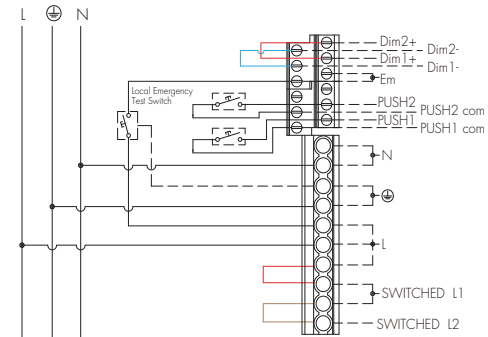 L N
Dim2+
Dim2-
Dim1+
Dim1-
Em
Local Emergency
Test Switch
PUSH2
PUSH2 com
PUSH1
PUSH1 com
N
L
SWITCHED L1
SWITCHED L2